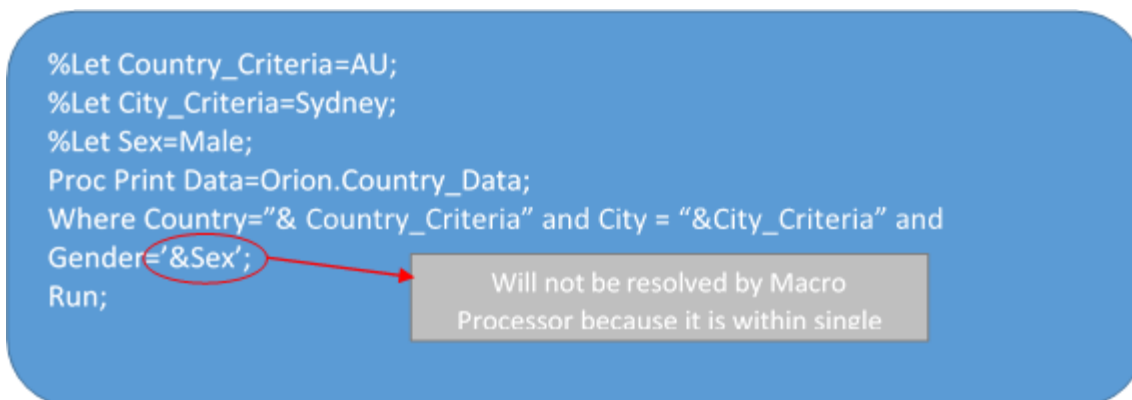 %Let Country_Criteria=AU;
%Let City_Criteria=Sydney;
%Let Sex=Male;
Proc Print Data=Orion.Country_Data;
Where Country=”& Country_Criteria” and City = “&City_Criteria” and
Gender=’&Sex’;
Run;
Will not be resolved by Macro
Processor because it is within single